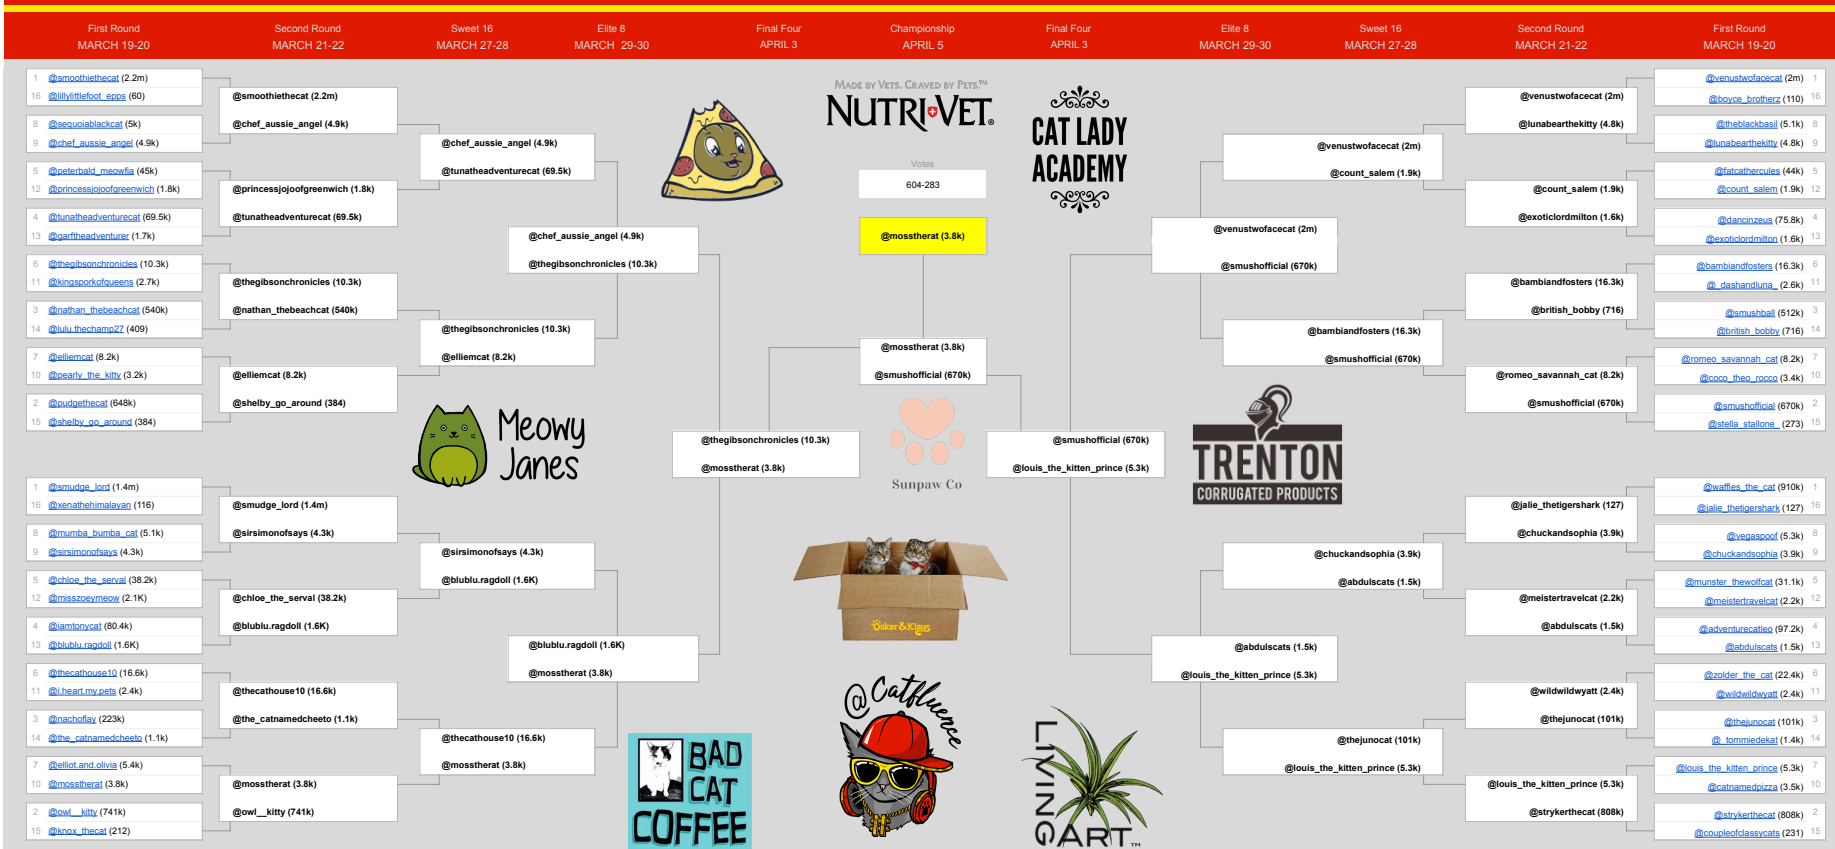 First Round
MARCH 19-20
Second Round
MARCH 21-22
Sweet 16
MARCH 27-28
Elite 8
MARCH 29-30
Final Four
APRIL 3
Championship
APRIL 5
Final Four
APRIL 3
Elite 8
MARCH 29-30
Sweet 16
MARCH 27-28
Second Round
MARCH 21-22
First Round
MARCH 19-20
1 @smoothiethecat (2.2m)
16 @lillylittlefoot_epps (60)
8 @sequoiablackcat (5k)
9 @chef_aussie_angel (4.9k)
5 @peterbald_meowfia (45k)
12 @princessjojoofgreenwich (1.8k)
4 @tunatheadventurecat (69.5k)
13 @garftheadventurer (1.7k)
6 @thegibsonchronicles (10.3k)
11 @kingsporkofqueens (2.7k)
3 @nathan_thebeachcat (540k)
14 @lulu.thechamp27 (409)
7 @elliemcat (8.2k)
10 @pearly_the_kitty (3.2k)
2 @pudgethecat (648k)
15 @shelby_go_around (384)
1 @smudge_lord (1.4m)
16 @xenathehimalayan (116)
8 @mumba_bumba_cat (5.1k)
9 @sirsimonofsays (4.3k)
5 @chloe_the_serval (38.2k)
12 @misszoeymeow (2.1K)
4 @iamtonycat (80.4k)
13 @blublu.ragdoll (1.6K)
6 @thecathouse10 (16.6k)
11 @i.heart.my.pets (2.4k)
3 @nachoflay (223k)
14 @the_catnamedcheeto (1.1k)
7 @elliot.and.olivia (5.4k)
10 @mosstherat (3.8k)
2 @owl__kitty (741k)
15 @knox_thecat (212)
@smoothiethecat (2.2m)
@chef_aussie_angel (4.9k)
@princessjojoofgreenwich (1.8k)
@tunatheadventurecat (69.5k)
@thegibsonchronicles (10.3k)
@nathan_thebeachcat (540k)
@elliemcat (8.2k)
@shelby_go_around (384)
@smudge_lord (1.4m)
@sirsimonofsays (4.3k)
@chloe_the_serval (38.2k)
@blublu.ragdoll (1.6K)
@thecathouse10 (16.6k)
@the_catnamedcheeto (1.1k)
@mosstherat (3.8k)
@owl__kitty (741k)
@chef_aussie_angel (4.9k)
@tunatheadventurecat (69.5k)
@thegibsonchronicles (10.3k)
@elliemcat (8.2k)
@sirsimonofsays (4.3k)
@blublu.ragdoll (1.6K)
@thecathouse10 (16.6k)
@mosstherat (3.8k)
@chef_aussie_angel (4.9k)
@thegibsonchronicles (10.3k)
@blublu.ragdoll (1.6K)
@mosstherat (3.8k)
@thegibsonchronicles (10.3k)
@mosstherat (3.8k)
MADE BY VETS. CRAVED BY PETS.™
NUTRI-VET.®
Votes
604-283
@mosstherat (3.8k)
@mosstherat (3.8k)
@smushofficial (670k)
CAT LADY
ACADEMY
Meowy
Janes
Sunpaw Co
TRENTON
CORRUGATED PRODUCTS
Oskar & Klaus
@Catfluence
BAD
CAT
COFFEE
LIVING
ART™
@smushofficial (670k)
@louis_the_kitten_prince (5.3k)
@venustwofacecat (2m)
@smushofficial (670k)
@abdulscats (1.5k)
@louis_the_kitten_prince (5.3k)
@venustwofacecat (2m)
@count_salem (1.9k)
@bambiandfosters (16.3k)
@smushofficial (670k)
@chuckandsophia (3.9k)
@abdulscats (1.5k)
@thejunocat (101k)
@louis_the_kitten_prince (5.3k)
@venustwofacecat (2m)
@lunabearthekitty (4.8k)
@count_salem (1.9k)
@exoticlordmilton (1.6k)
@bambiandfosters (16.3k)
@british_bobby (716)
@romeo_savannah_cat (8.2k)
@smushofficial (670k)
@jalie_thetigershark (127)
@chuckandsophia (3.9k)
@meistertravelcat (2.2k)
@abdulscats (1.5k)
@wildwildwyatt (2.4k)
@thejunocat (101k)
@louis_the_kitten_prince (5.3k)
@strykerthecat (808k)
@venustwofacecat (2m) 1
@boyce_brotherz (110) 16
@theblackbasil (5.1k) 8
@lunabearthekitty (4.8k) 9
@fatcathercules (44k) 5
@count_salem (1.9k) 12
@dancinzeus (75.8k) 4
@exoticlordmilton (1.6k) 13
@bambiandfosters (16.3k) 6
@_dashandluna_ (2.6k) 11
@smushball (512k) 3
@british_bobby (716) 14
@romeo_savannah_cat (8.2k) 7
@coco_theo_rocco (3.4k) 10
@smushofficial (670k) 2
@stella_stallone_ (273) 15
@waffles_the_cat (910k) 1
@jalie_thetigershark (127) 16
@vegaspoof (5.3k) 8
@chuckandsophia (3.9k) 9
@munster_thewolfcat (31.1k) 5
@meistertravelcat (2.2k) 12
@adventurecatleo (97.2k) 4
@abdulscats (1.5k) 13
@zolder_the_cat (22.4k) 6
@wildwildwyatt (2.4k) 11
@thejunocat (101k) 3
@_tommiedekat (1.4k) 14
@louis_the_kitten_prince (5.3k) 7
@catnamedpizza (3.5k) 10
@strykerthecat (808k) 2
@coupleofclassycats (231) 15